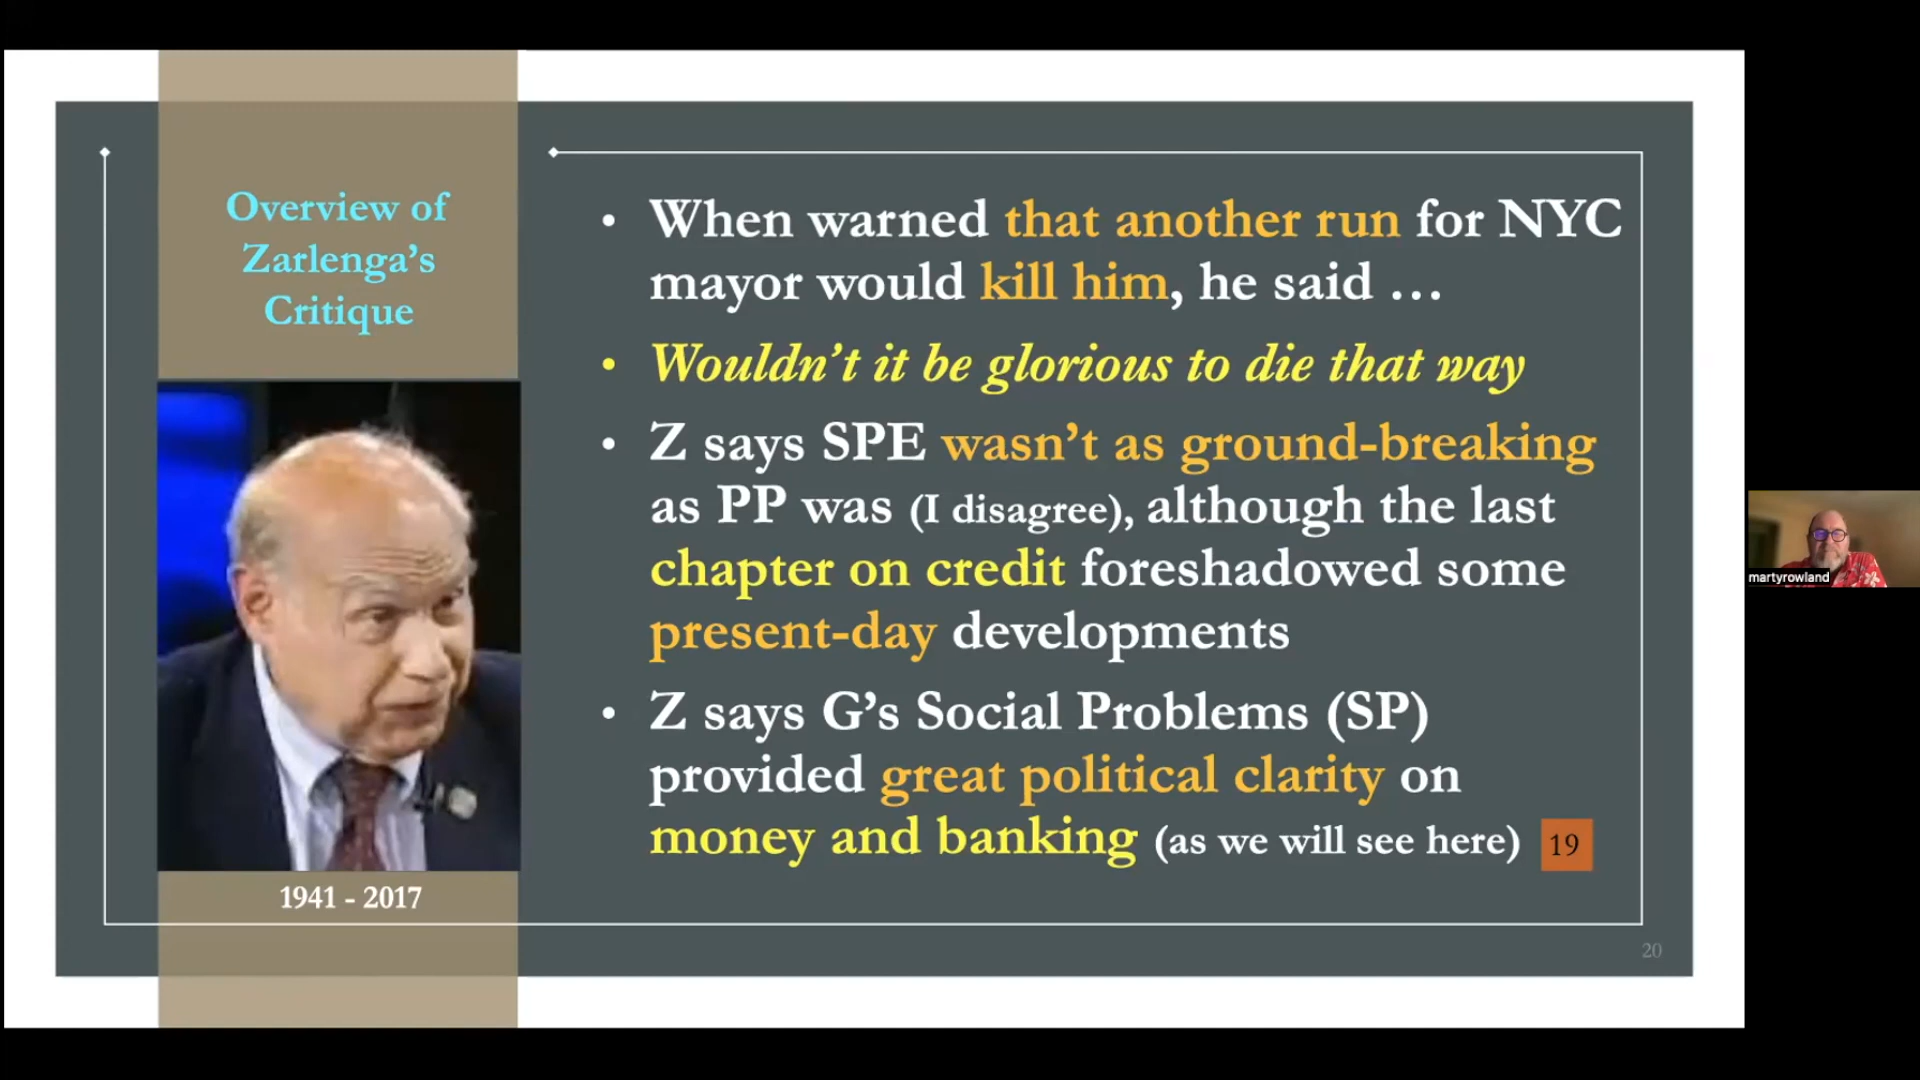 Overview of
Zarlenga’s
Critique
1941 - 2017
• When warned that another run for NYC
mayor would kill him, he said …
• Wouldn’t it be glorious to die that way
• Z says SPE wasn’t as ground-breaking
as PP was (I disagree), although the last
chapter on credit foreshadowed some
present-day developments
• Z says G’s Social Problems (SP)
provided great political clarity on
money and banking (as we will see here) 19
20
martyrowland